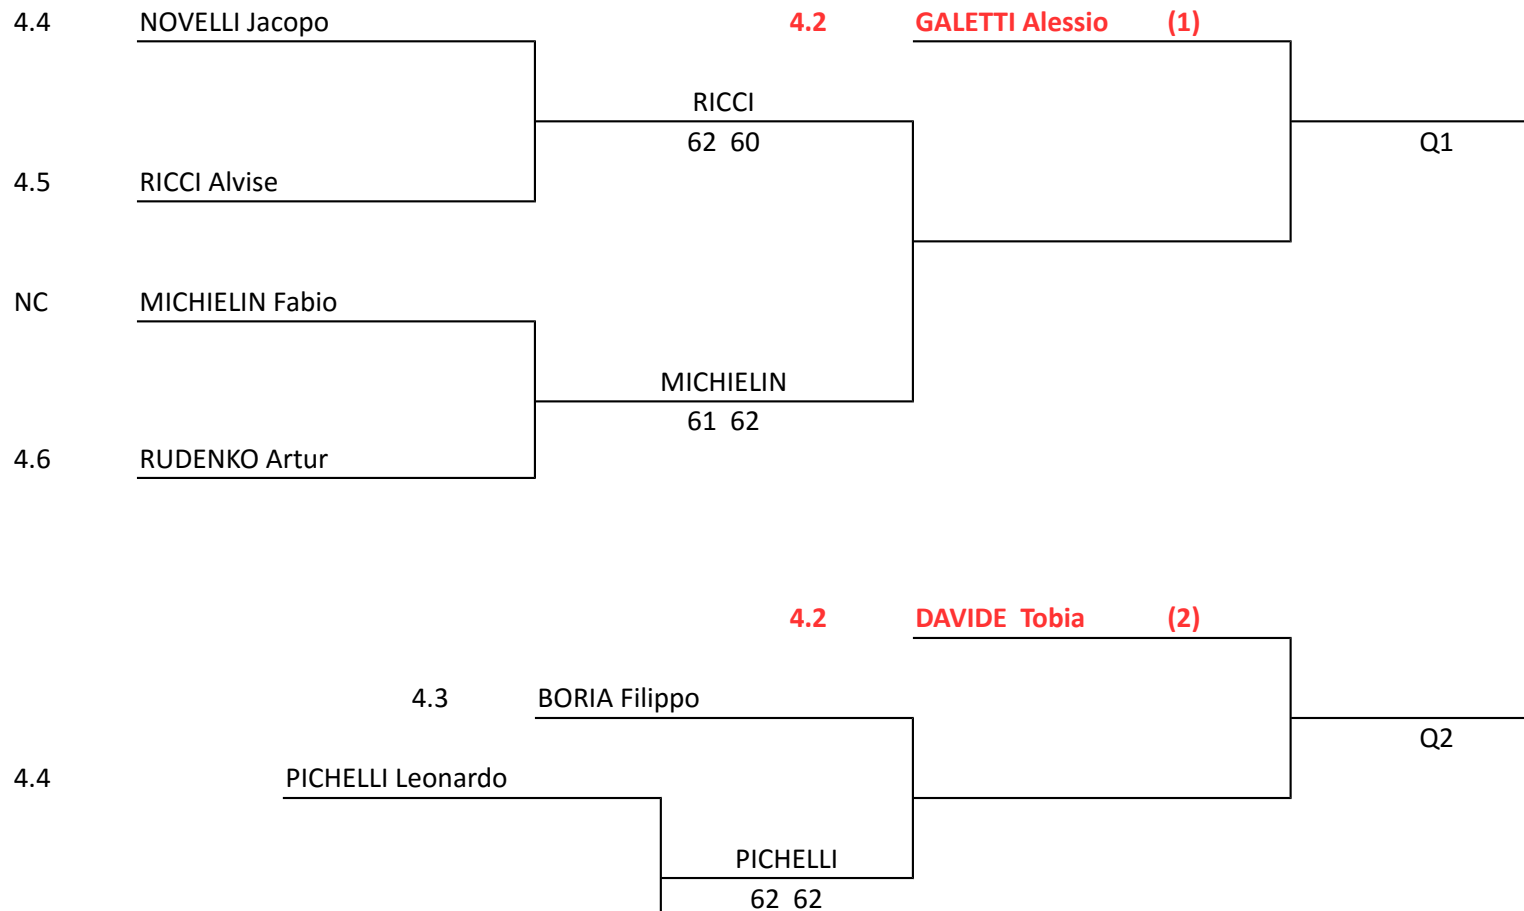 4.4 NOVELLI Jacopo 4.2 GALETTI Alessio (1)
RICCI
62 60 Q1
4.5 RICCI Alvise
NC MICHIELIN Fabio
MICHIELIN
61 62
4.6 RUDENKO Artur
4.2 DAVIDE Tobia (2)
4.3 BORIA Filippo
Q2
4.4 PICHELLI Leonardo
PICHELLI
62 62